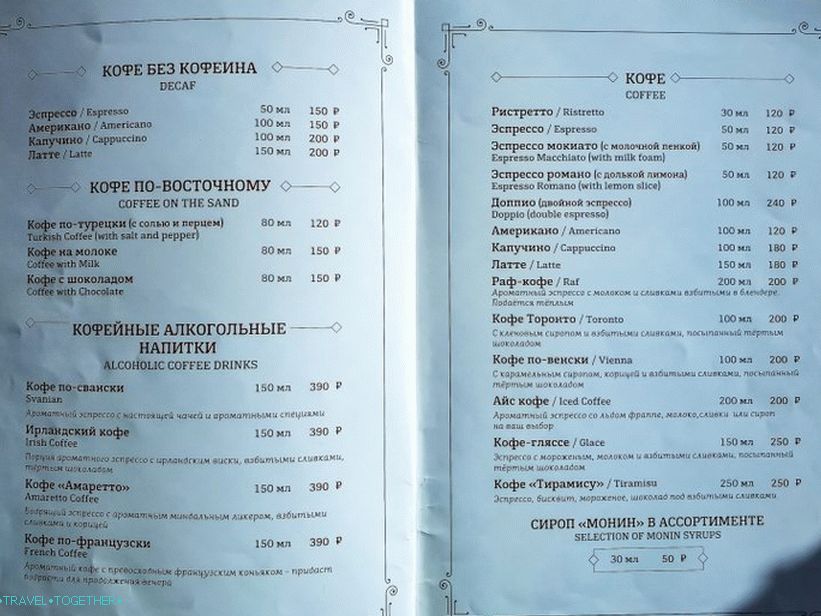 КОФЕ БЕЗ КОФЕИНА
DECAF
Эспрессо / Espresso 50 мл 150 ₽
Американо / Americano 100 мл 150 ₽
Капучино / Cappuccino 100 мл 200 ₽
Латте / Latte 150 мл 200 ₽
КОФЕ ПО-ВОСТОЧНОМУ
COFFEE ON THE SAND
Кофе по-турецки (с солью и перцем) 80 мл 120 ₽
Turkish Coffee (with salt and pepper)
Кофе на молоке 80 мл 150 ₽
Coffee with Milk
Кофе с шоколадом 80 мл 150 ₽
Coffee with Chocolate
КОФЕЙНЫЕ АЛКОГОЛЬНЫЕ
НАПИТКИ
ALCOHOLIC COFFEE DRINKS
Кофе по-свански 150 мл 390 ₽
Svanian
Ароматный эспрессо с настоящей чачей и ароматными специями
Ирландский кофе 150 мл 390 ₽
Irish Coffee
Порция ароматного эспрессо с ирландским виски, взбитыми сливками,
тёртым шоколадом
Кофе «Амаретто» 150 мл 390 ₽
Amaretto Coffee
Бодрящий эспрессо с ароматным миндальным ликером, взбитыми
сливками и корицей
Кофе по-французски 150 мл 390 ₽
French Coffee
Ароматный кофе с превосходным французским коньяком – придаст
бодрости для продолжения вечера
КОФЕ
COFFEE
Ристретто / Ristretto 30 мл 120 ₽
Эспрессо / Espresso 50 мл 120 ₽
Эспрессо мокиато (с молочной пенкой) 50 мл 120 ₽
Espresso Macchiato (with milk foam)
Эспрессо романо (с долькой лимона) 50 мл 120 ₽
Espresso Romano (with lemon slice)
Доппио (двойной эспрессо) 100 мл 240 ₽
Doppio (double espresso)
Американо / Americano 100 мл 120 ₽
Капучино / Cappuccino 100 мл 180 ₽
Латте / Latte 150 мл 180 ₽
Раф-кофе / Raf 200 мл 200 ₽
Ароматный эспрессо с молоком и сливками взбитыми в блендере.
Подаётся тёплым
Кофе Тороито / Toronto 100 мл 200 ₽
С кленовым сиропом и взбитыми сливками, посыпанный тёртым
шоколадом
Кофе по-венски / Vienna 100 мл 200 ₽
С карамельным сиропом, корицей и взбитыми сливками, посыпанный
тёртым шоколадом
Айс кофе / Iced Coffee 200 мл 200 ₽
Ароматный эспрессо со льдом фраппе, молоко,сливки или сироп
на ваш выбор
Кофе-гляссе / Glace 150 мл 250 ₽
Эспрессо с мороженым, молоком и взбитыми сливками, посыпанный
тёртым шоколадом
Кофе «Тирамису» / Tiramisu 250 мл 250 ₽
Эспрессо, бисквит, мороженое, шоколад под взбитыми сливками
СИРОП «МОНИН» В АССОРТИМЕНТЕ
SELECTION OF MONIN SYRUPS
30 мл 50 ₽
•TRAVEL•TOGETHER•